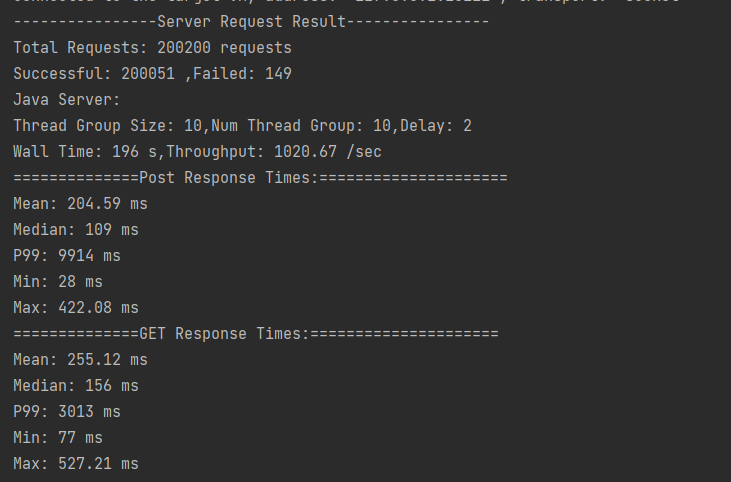 ---------------Server Request Result----------------
Total Requests: 200200 requests
Successful: 200051 ,Failed: 149
Java Server:
Thread Group Size: 10,Num Thread Group: 10,Delay: 2
Wall Time: 196 s,Throughput: 1020.67 /sec
==============Post Response Times:=====================
Mean: 204.59 ms
Median: 109 ms
P99: 9914 ms
Min: 28 ms
Max: 422.08 ms
==============GET Response Times:=====================
Mean: 255.12 ms
Median: 156 ms
P99: 3013 ms
Min: 77 ms
Max: 527.21 ms